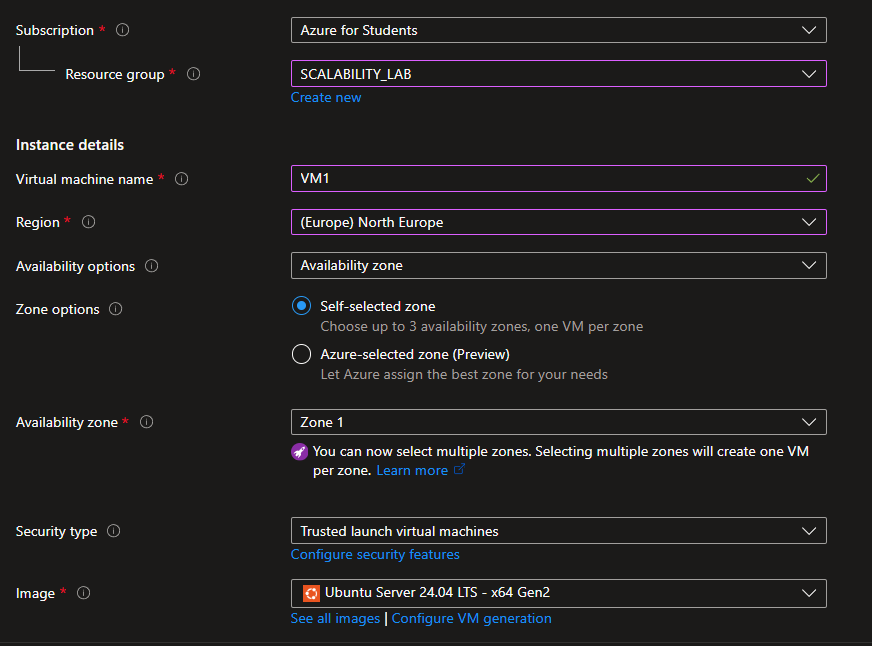 Subscription * Azure for Students
Resource group * SCALABILITY_LAB
Create new
Instance details
Virtual machine name * VM1
Region * (Europe) North Europe
Availability options Availability zone
Zone options Self-selected zone
Choose up to 3 availability zones, one VM per zone
Azure-selected zone (Preview)
Let Azure assign the best zone for your needs
Availability zone * Zone 1
You can now select multiple zones. Selecting multiple zones will create one VM
per zone. Learn more
Security type Trusted launch virtual machines
Configure security features
Image * Ubuntu Server 24.04 LTS - x64 Gen2
See all images | Configure VM generation